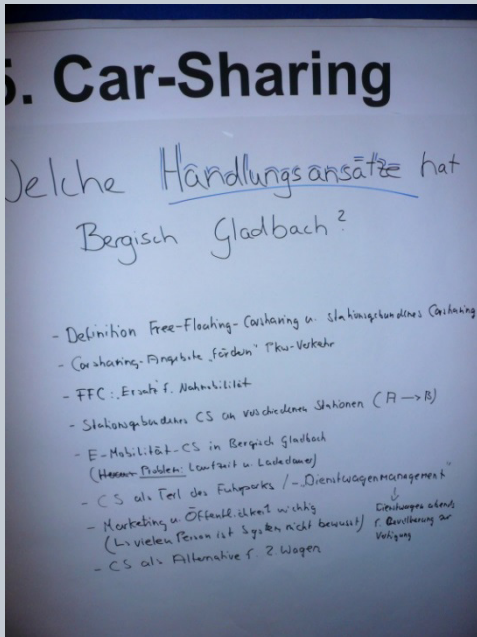 5. Car-Sharing
Welche Handlungsansätze hat
Bergisch Gladbach?
- Definition Free-Floating-Carsharing u. stationsgebundenes Carsharing
- Carsharing-Angebote „fördern" Pkw-Verkehr
- FFC: Ersatz f. Nahmobilität
- Stationsgebundenes CS an verschiedenen Stationen (A → B)
- E-Mobilität-CS in Bergisch Gladbach
(Problem: Laufzeit u. Ladedauer)
- CS als Teil des Fuhrparks / - „Dienstwagenmanagement"
- Marketing u. Öffentlichkeit wichtig
(↳ vielen Person ist System nicht bewusst)
Dienstwagen abends
f. Bevölkerung zur
Verfügung
- CS als Alternative f. 2. Wagen